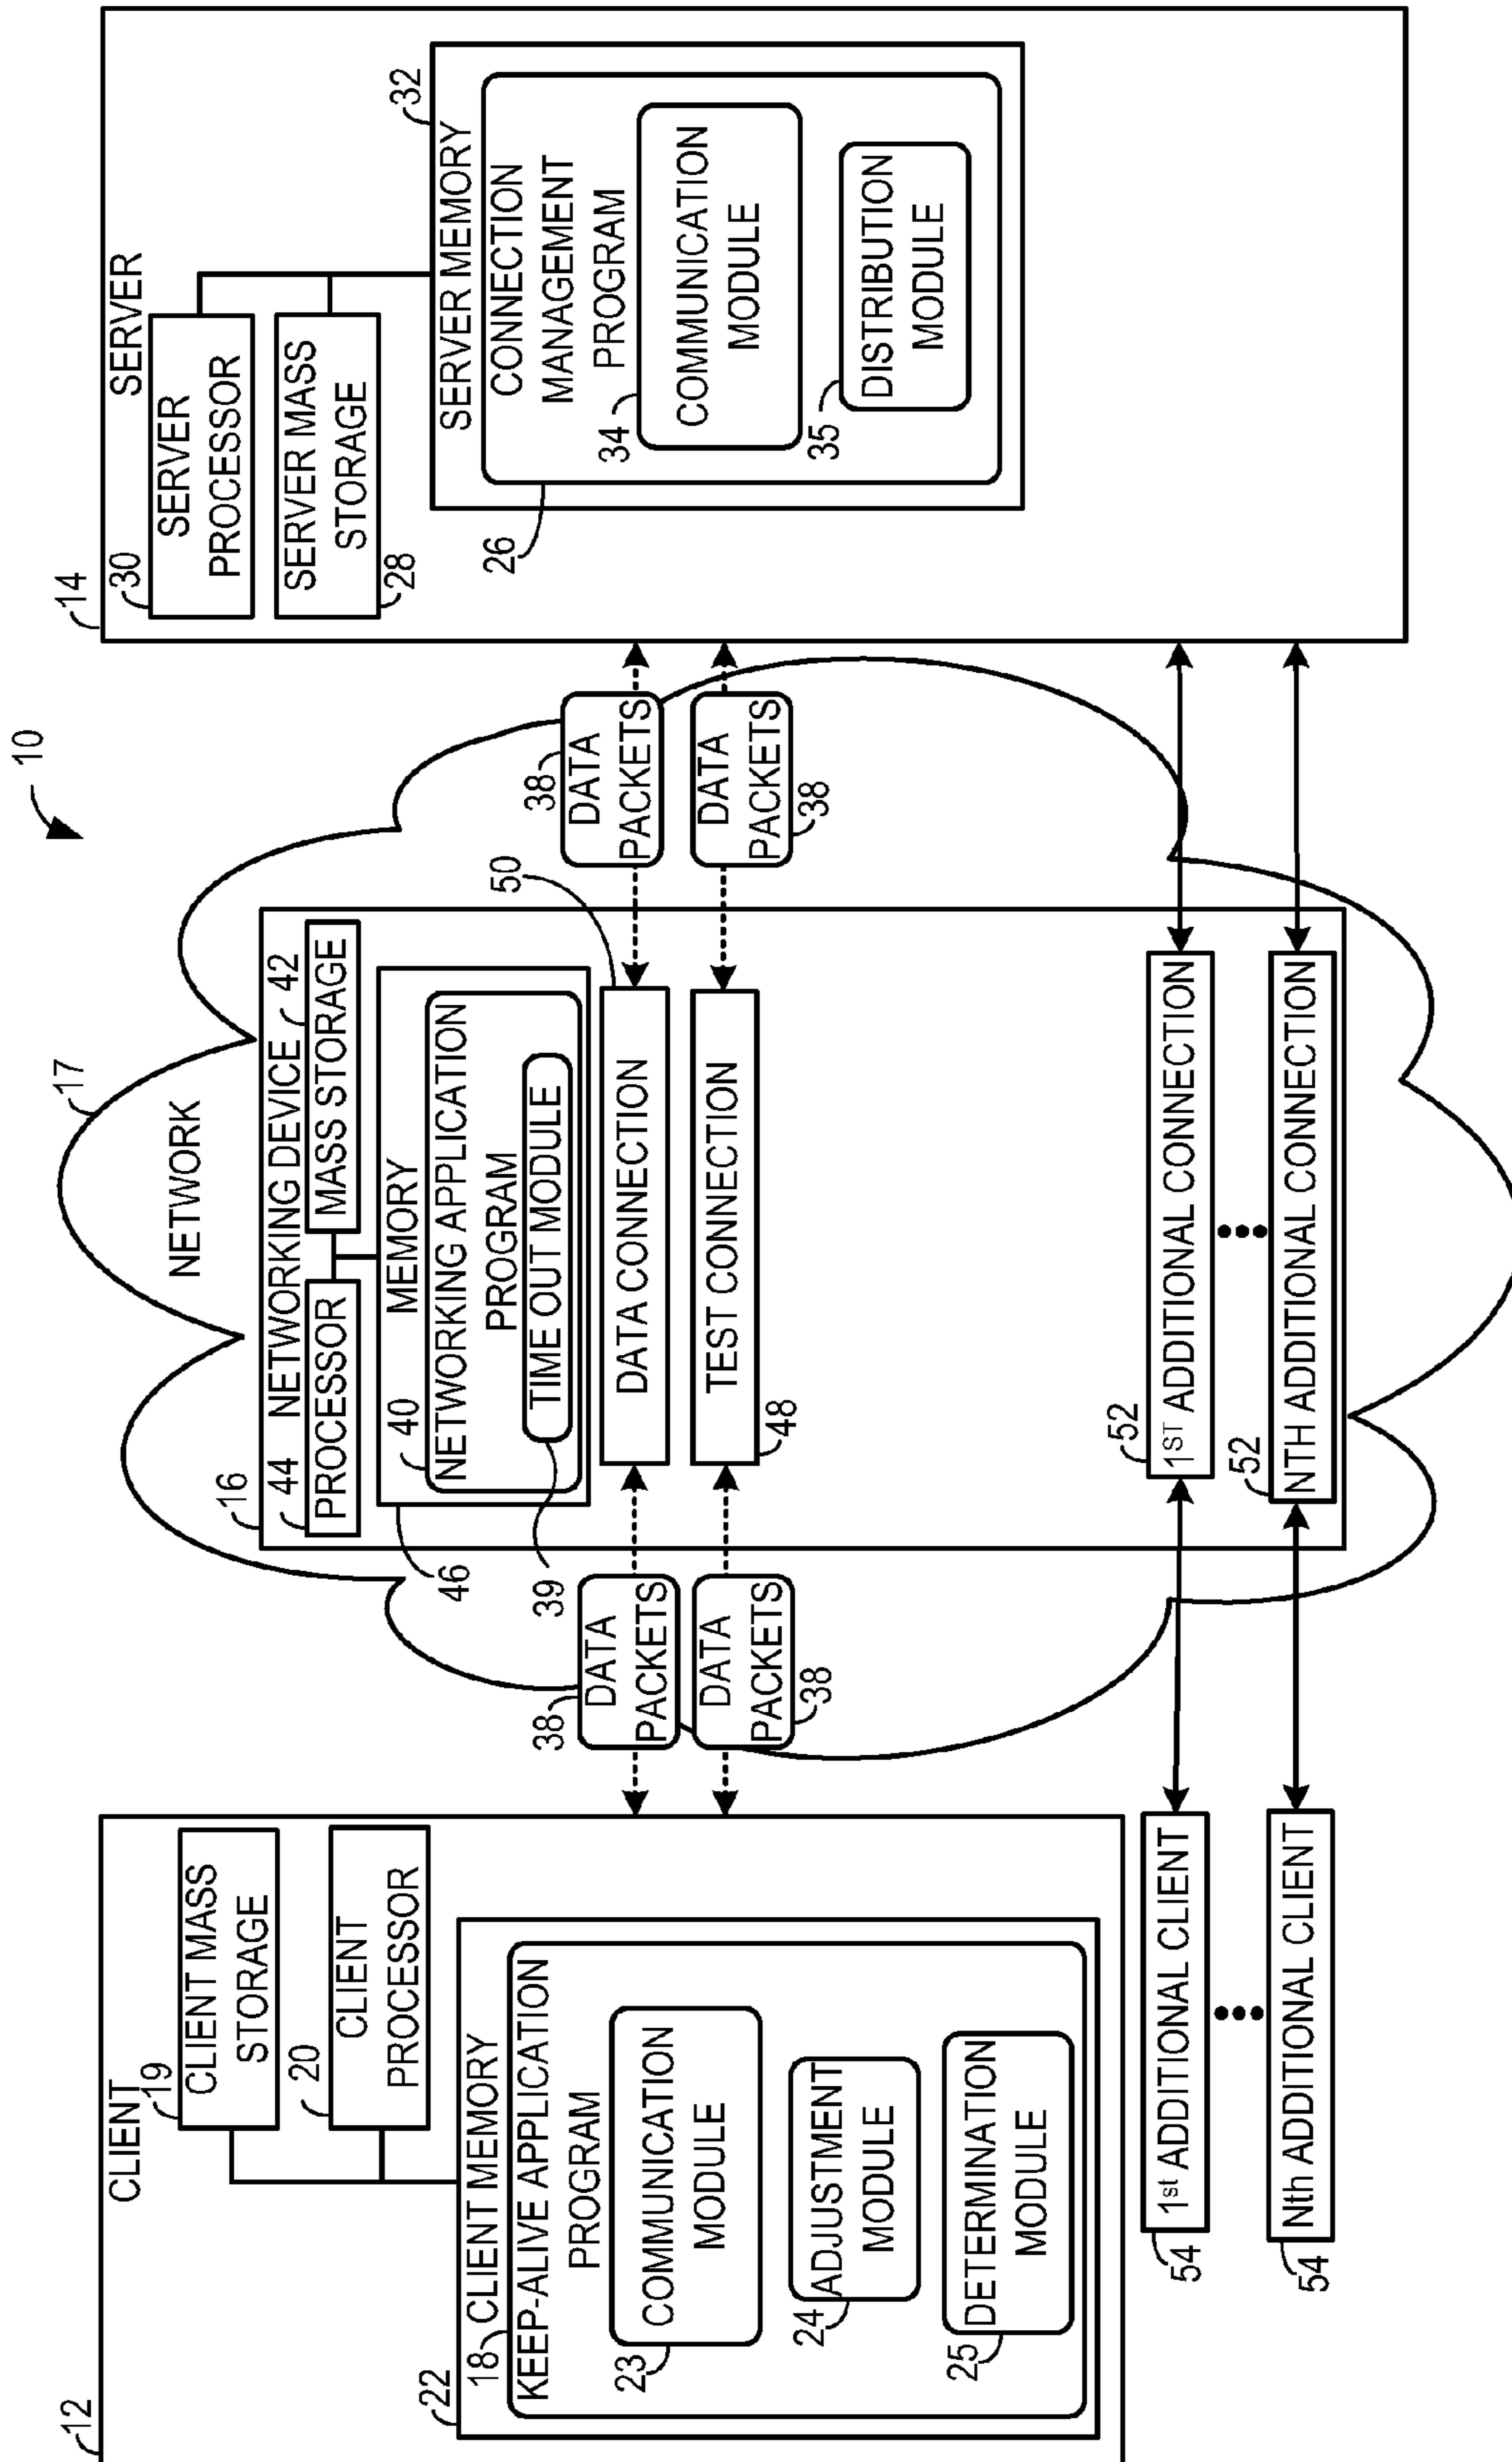 10
12
CLIENT
19
CLIENT MASS
STORAGE
20
CLIENT
PROCESSOR
22
CLIENT MEMORY
18
KEEP-ALIVE APPLICATION
PROGRAM
23
COMMUNICATION
MODULE
24
ADJUSTMENT
MODULE
25
DETERMINATION
MODULE
54
1st ADDITIONAL CLIENT
54
Nth ADDITIONAL CLIENT
38
DATA
PACKETS
DATA
PACKETS
38
17
NETWORK
16
NETWORKING DEVICE
44
PROCESSOR
42
MASS STORAGE
46
MEMORY
40
NETWORKING APPLICATION
PROGRAM
TIME OUT MODULE
39
50
DATA CONNECTION
TEST CONNECTION
48
52
1ST ADDITIONAL CONNECTION
52
NTH ADDITIONAL CONNECTION
38
DATA
PACKETS
DATA
PACKETS
38
14
SERVER
30
SERVER
PROCESSOR
SERVER MASS
STORAGE
28
32
SERVER MEMORY
CONNECTION
MANAGEMENT
PROGRAM
26
34
COMMUNICATION
MODULE
35
DISTRIBUTION
MODULE